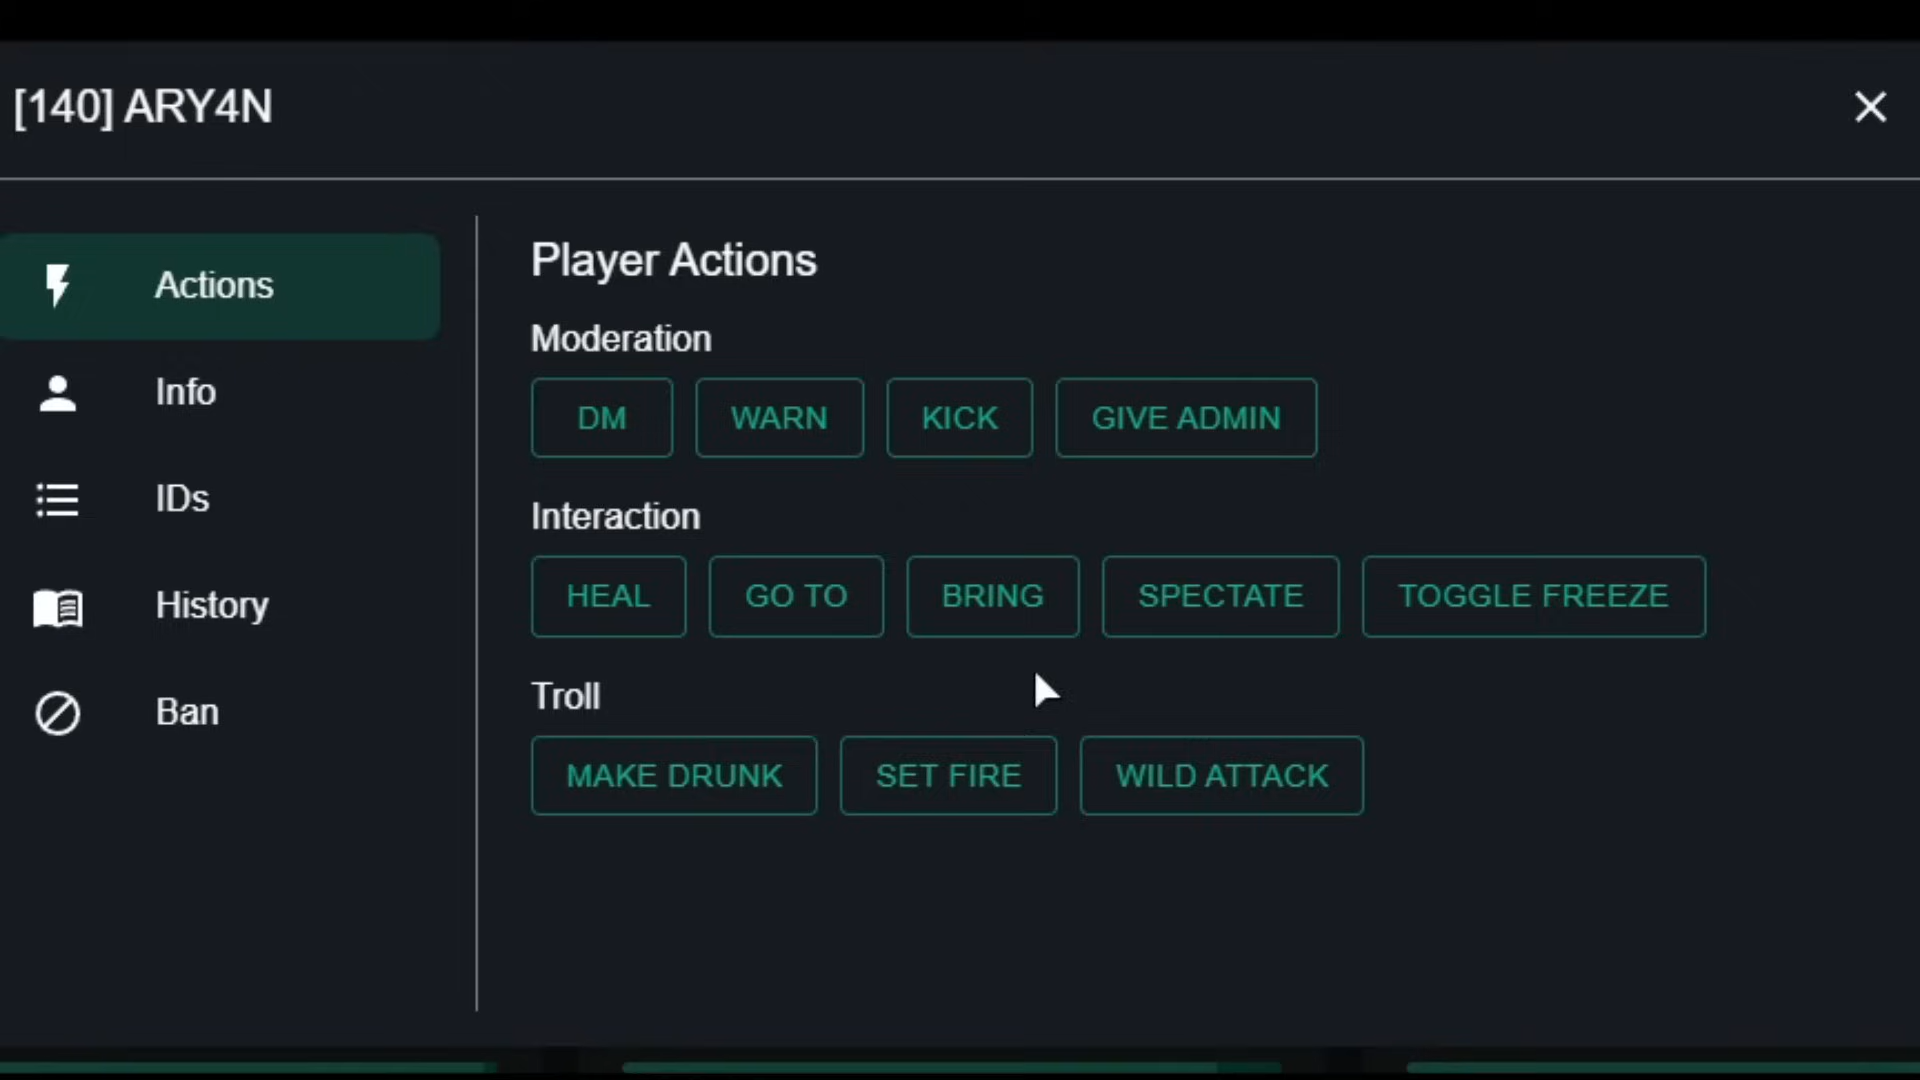 [140] ARY4N
Actions
Info
IDs
History
Ban
Player Actions
Moderation
DM WARN KICK GIVE ADMIN
Interaction
HEAL GO TO BRING SPECTATE TOGGLE FREEZE
Troll
MAKE DRUNK SET FIRE WILD ATTACK